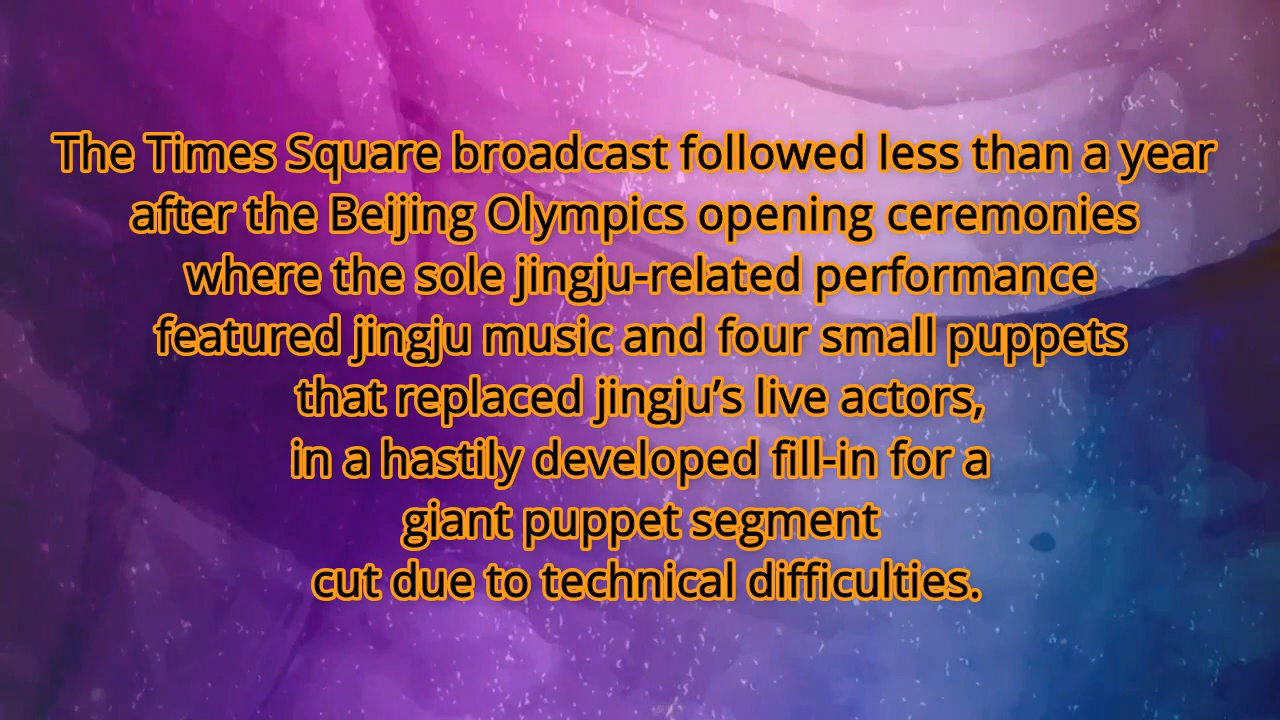 The Times Square broadcast followed less than a year
after the Beijing Olympics opening ceremonies
where the sole jingju-related performance
featured jingju music and four small puppets
that replaced jingju’s live actors,
in a hastily developed fill-in for a
giant puppet segment
cut due to technical difficulties.